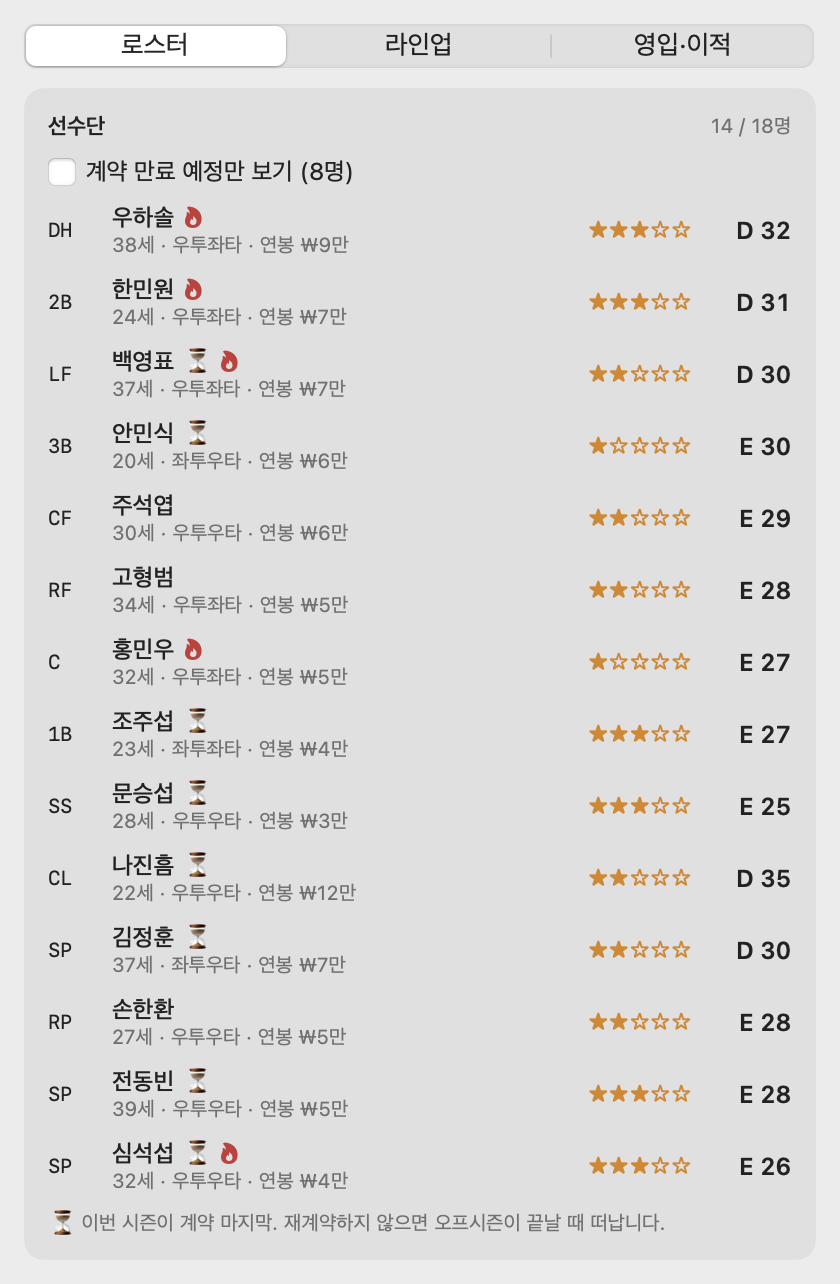 로스터
라인업
영입·이적
선수단
14 / 18명
계약 만료 예정만 보기 (8명)
DH
우하솔
38세 · 우투좌타 · 연봉 ₩9만
D 32
2B
한민원
24세 · 우투좌타 · 연봉 ₩7만
D 31
LF
백영표
37세 · 우투좌타 · 연봉 ₩7만
D 30
3B
안민식
20세 · 좌투우타 · 연봉 ₩6만
E 30
CF
주석엽
30세 · 우투우타 · 연봉 ₩6만
E 29
RF
고형범
34세 · 우투좌타 · 연봉 ₩5만
E 28
C
홍민우
32세 · 우투좌타 · 연봉 ₩5만
E 27
1B
조주섭
23세 · 좌투좌타 · 연봉 ₩4만
E 27
SS
문승섭
28세 · 우투우타 · 연봉 ₩3만
E 25
CL
나진흠
22세 · 우투우타 · 연봉 ₩12만
D 35
SP
김정훈
37세 · 좌투우타 · 연봉 ₩7만
D 30
RP
손한환
27세 · 우투우타 · 연봉 ₩5만
E 28
SP
전동빈
39세 · 우투우타 · 연봉 ₩5만
E 28
SP
심석섭
32세 · 우투우타 · 연봉 ₩4만
E 26
이번 시즌이 계약 마지막. 재계약하지 않으면 오프시즌이 끝날 때 떠납니다.